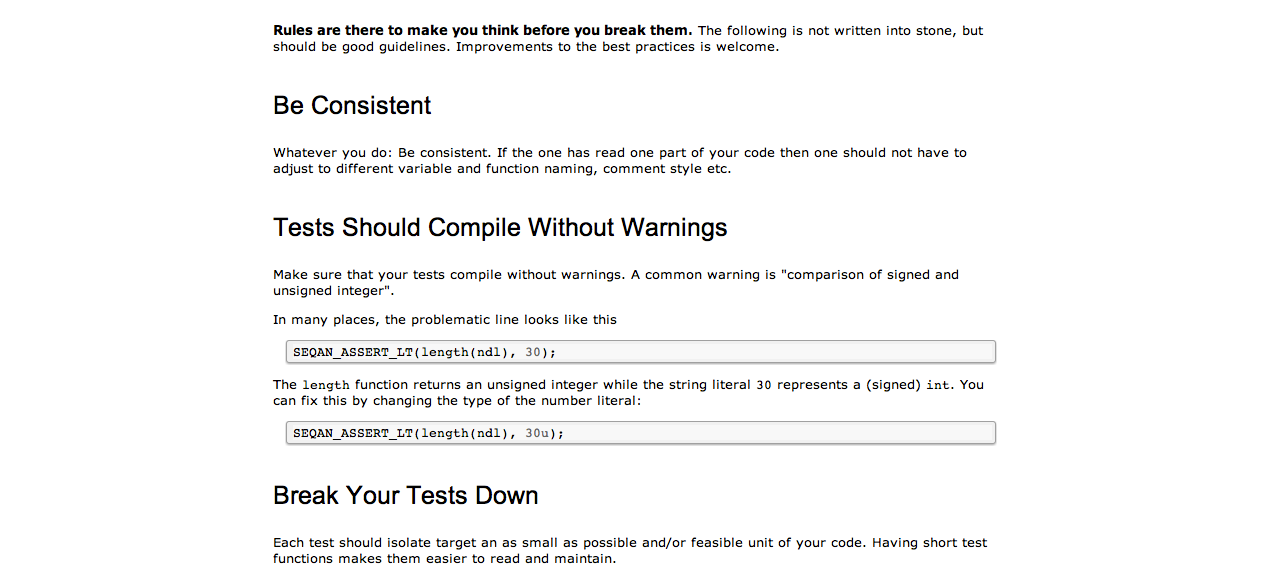 Rules are there to make you think before you break them. The following is not written into stone, but
should be good guidelines. Improvements to the best practices is welcome.
Be Consistent
Whatever you do: Be consistent. If the one has read one part of your code then one should not have to
adjust to different variable and function naming, comment style etc.
Tests Should Compile Without Warnings
Make sure that your tests compile without warnings. A common warning is "comparison of signed and
unsigned integer".
In many places, the problematic line looks like this
SEQAN_ASSERT_LT(length(ndl), 30);
The length function returns an unsigned integer while the string literal 30 represents a (signed) int. You
can fix this by changing the type of the number literal:
SEQAN_ASSERT_LT(length(ndl), 30u);
Break Your Tests Down
Each test should isolate target an as small as possible and/or feasible unit of your code. Having short test
functions makes them easier to read and maintain.